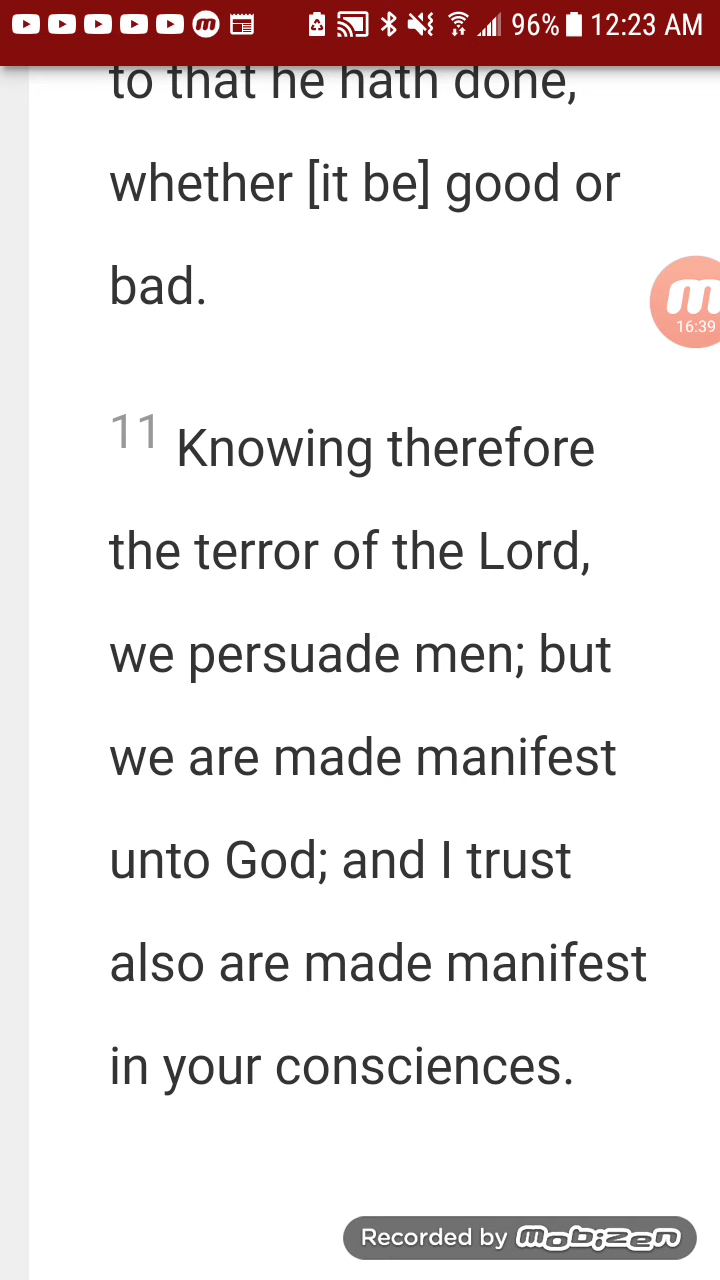 96% 12:23 AM
to that he hath done,
whether [it be] good or
bad.
m
16:39
11 Knowing therefore
the terror of the Lord,
we persuade men; but
we are made manifest
unto God; and I trust
also are made manifest
in your consciences.
Recorded by mobizen